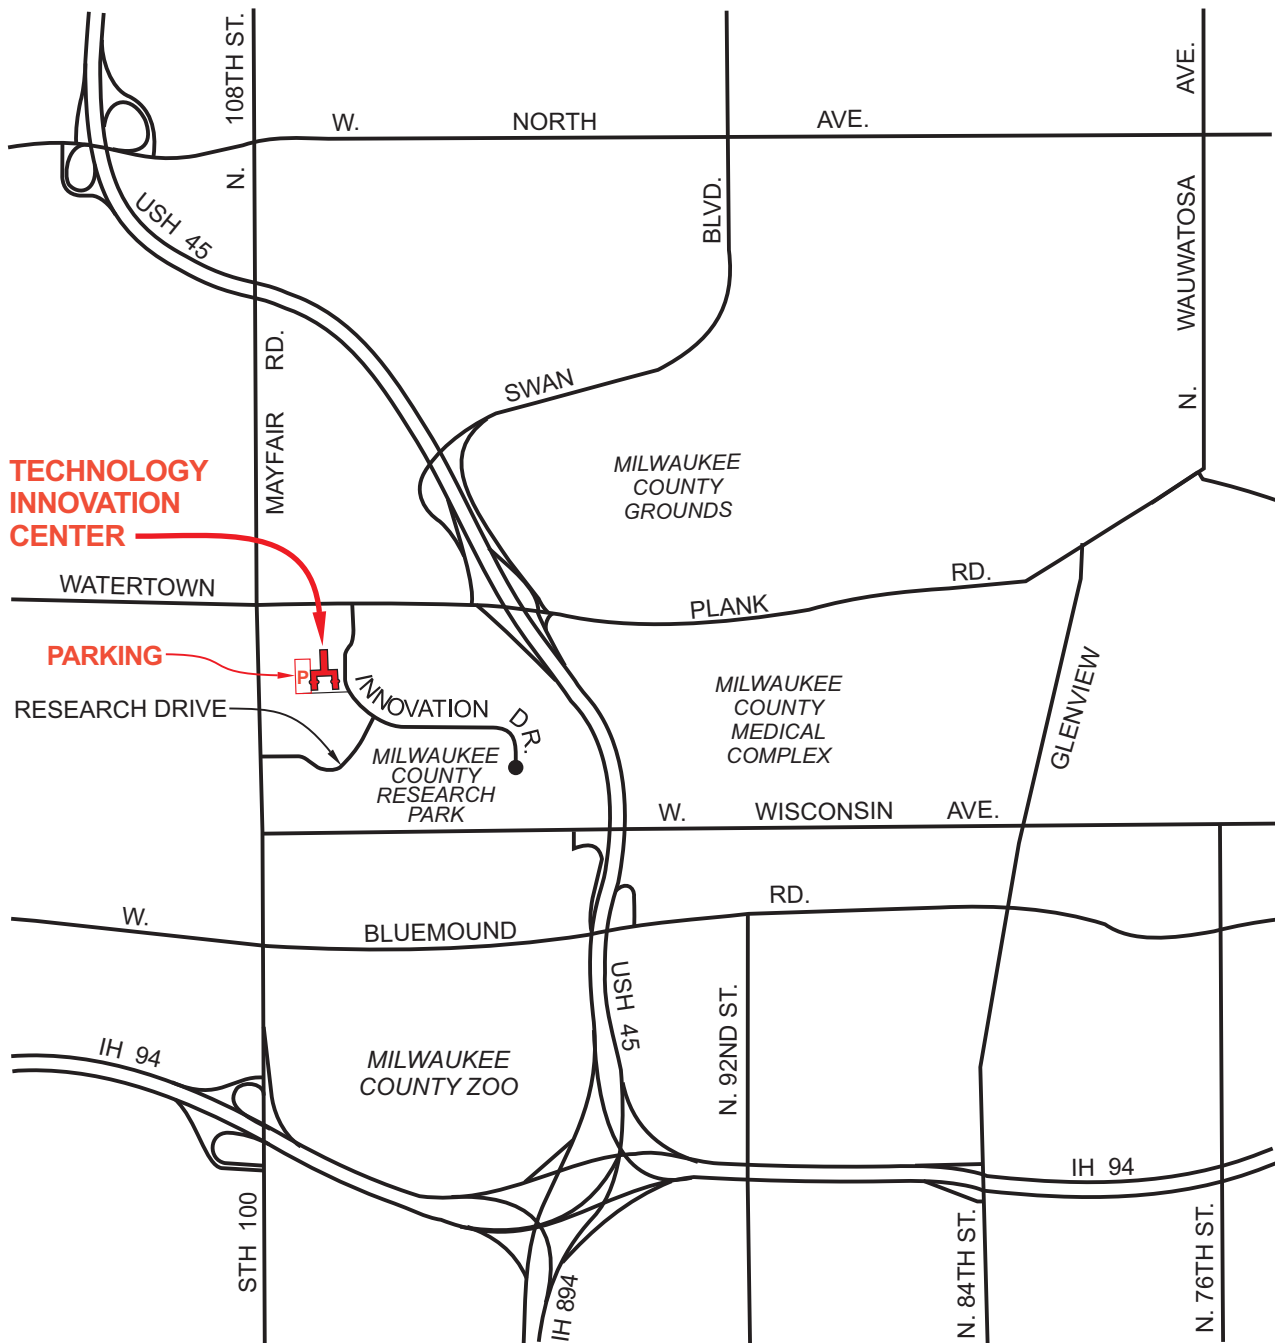 N. 108TH ST.
W. NORTH AVE.
N. WAUWATOSA AVE.
USH 45
SWAN BLVD.
MAYFAIR RD.
TECHNOLOGY
INNOVATION
CENTER
MILWAUKEE
COUNTY
GROUNDS
WATERTOWN PLANK RD.
PARKING
P
RESEARCH DRIVE
INNOVATION DR.
MILWAUKEE
COUNTY
RESEARCH
PARK
MILWAUKEE
COUNTY
MEDICAL
COMPLEX
GLENVIEW
W. WISCONSIN AVE.
W. BLUEMOUND RD.
USH 45
N. 92ND ST.
IH 94
MILWAUKEE
COUNTY ZOO
IH 94
STH 100
IH 894
N. 84TH ST.
N. 76TH ST.